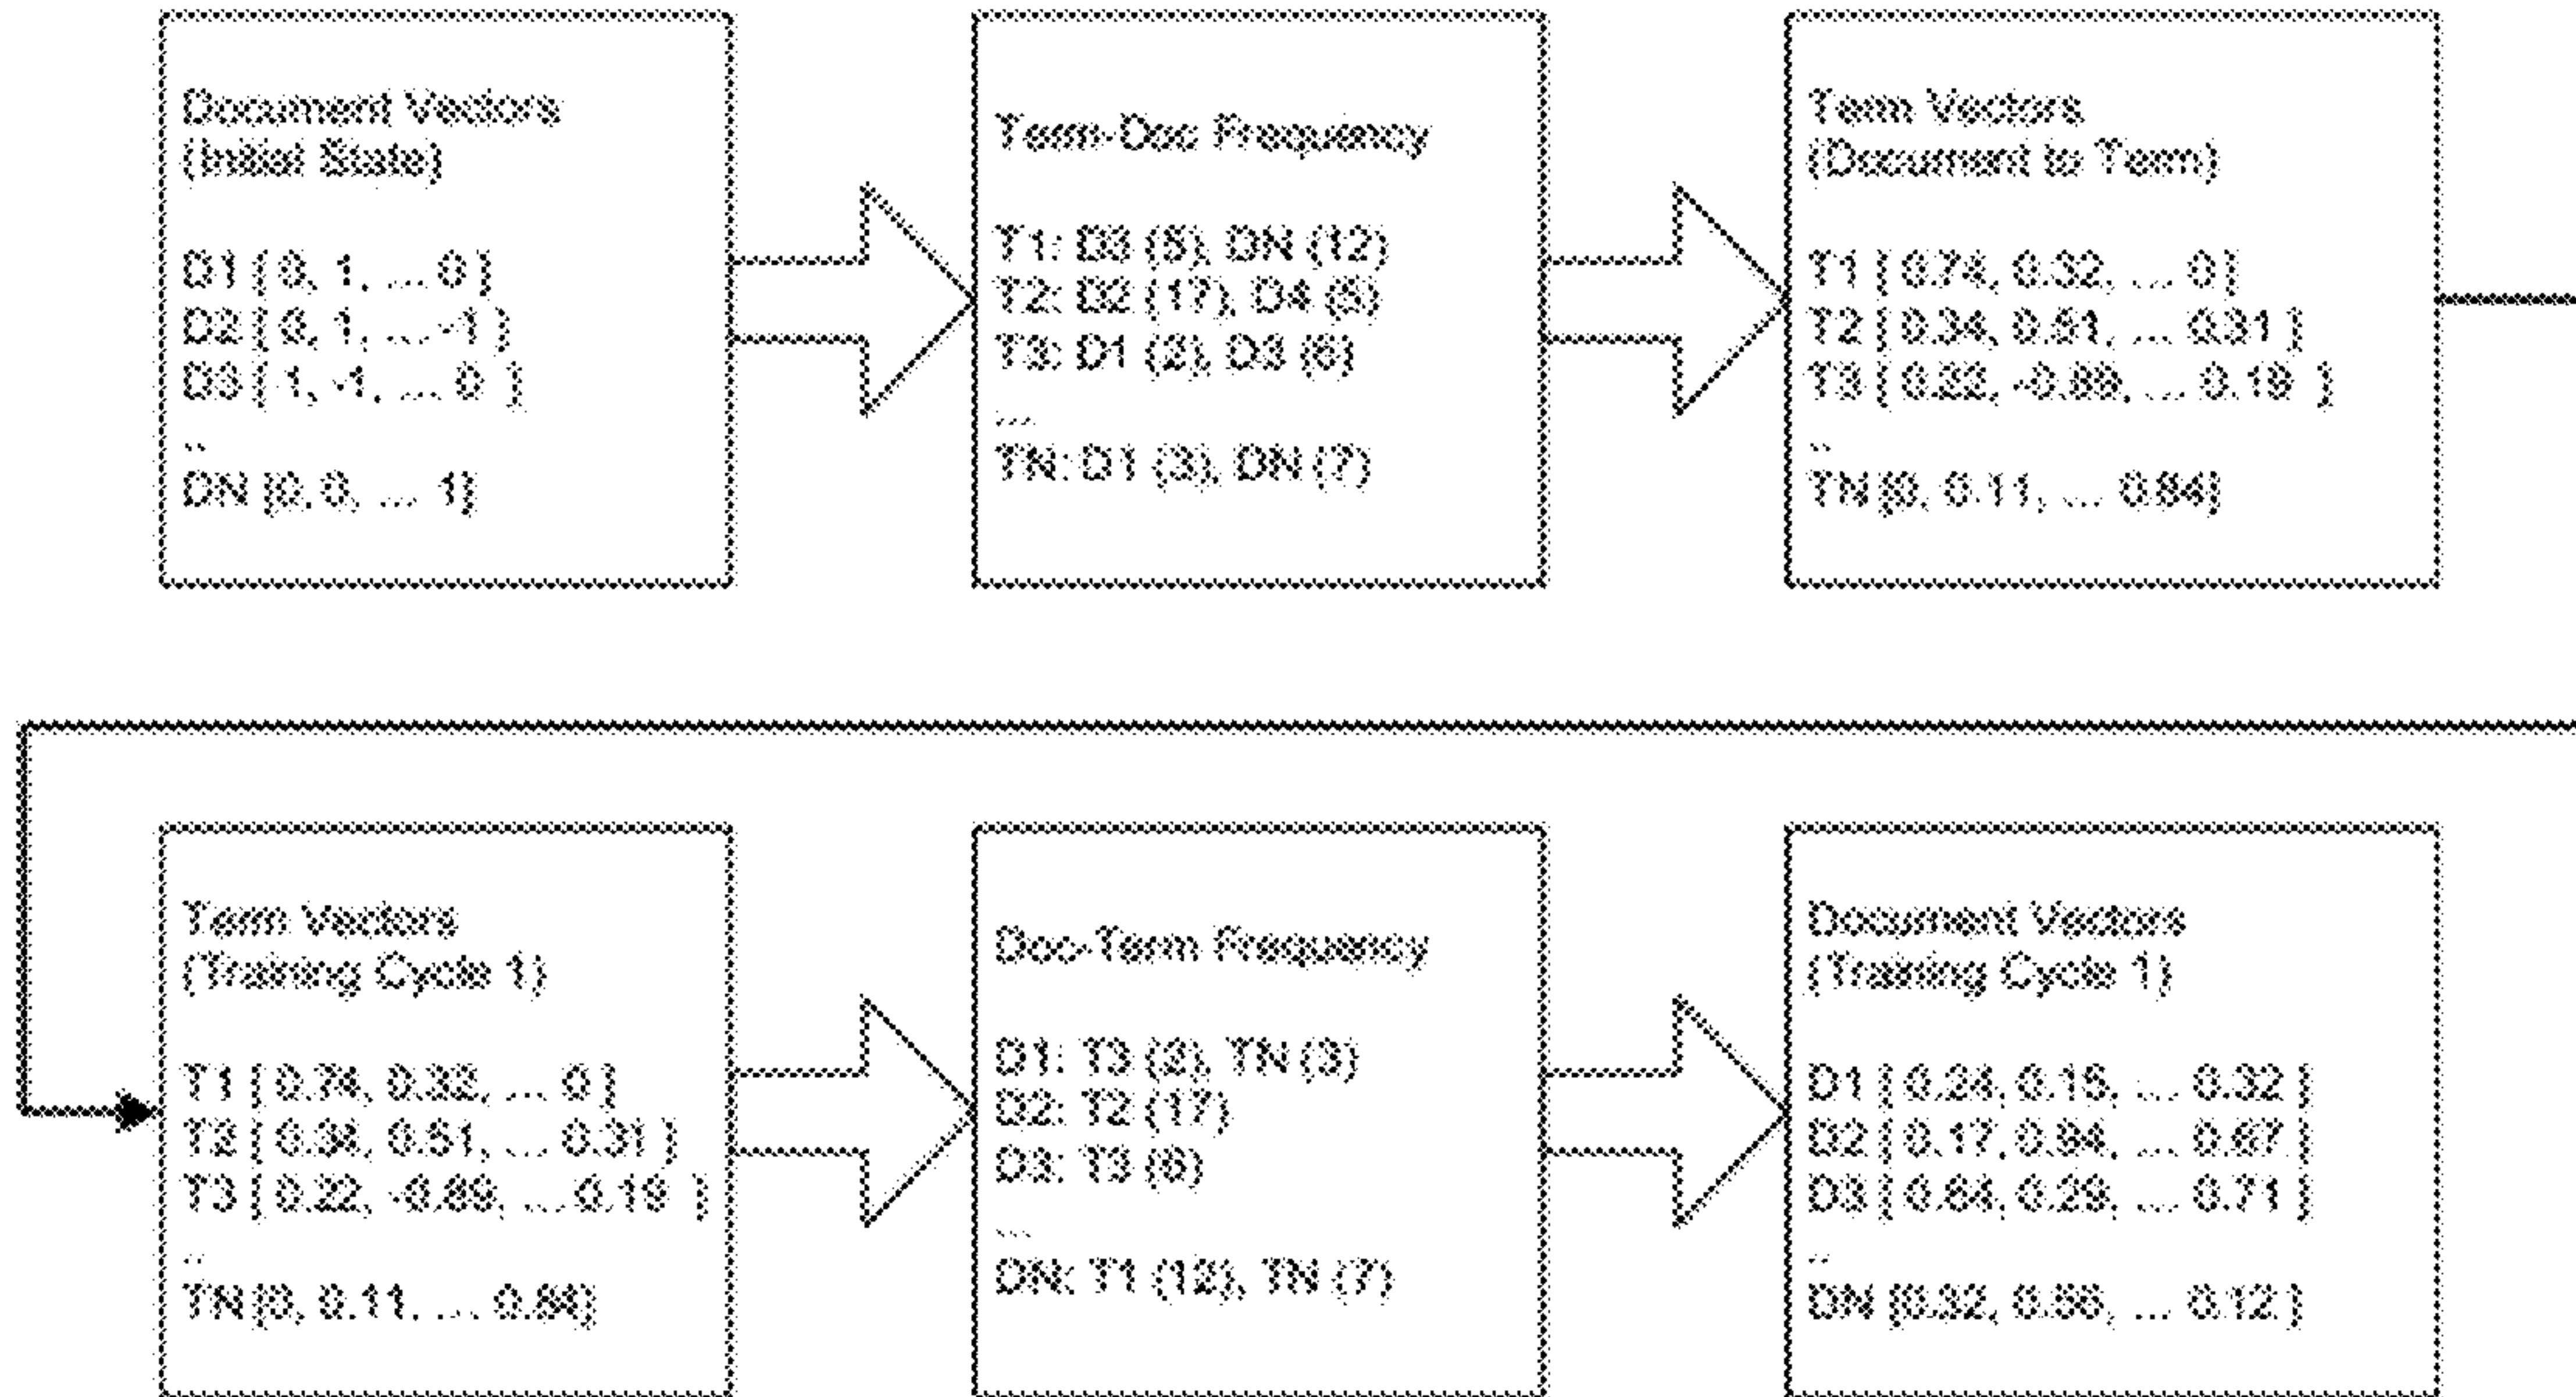 Document Vectors
(Initial State)
D1 [ 0, 1, ... 0 ]
D2 [ 0, 1, ... -1 ]
D3 [ 1, -1, ... 0 ]
..
DN [0, 0, ... 1]
Term-Doc Frequency
T1: D3 (5), DN (12)
T2: D2 (17), D4 (5)
T3: D1 (2), D3 (6)
...
TN: D1 (3), DN (7)
Term Vectors
(Document to Term)
T1 [ 0.74, 0.32, ... 0 ]
T2 [ 0.34, 0.51, ... 0.31 ]
T3 [ 0.22, -0.89, ... 0.19 ]
..
TN [0, 0.11, ... 0.84]
Term Vectors
(Training Cycle 1)
T1 [ 0.74, 0.32, ... 0 ]
T2 [ 0.34, 0.51, ... 0.31 ]
T3 [ 0.22, -0.89, ... 0.19 ]
..
TN [0, 0.11, ... 0.84]
Doc-Term Frequency
D1: T3 (2), TN (3)
D2: T2 (17)
D3: T3 (6)
...
DN: T1 (12), TN (7)
Document Vectors
(Training Cycle 1)
D1 [ 0.24, 0.15, ... 0.32 ]
D2 [ 0.17, 0.94, ... 0.67 ]
D3 [ 0.64, 0.29, ... 0.71 ]
..
DN [0.32, ... 0.12 ]